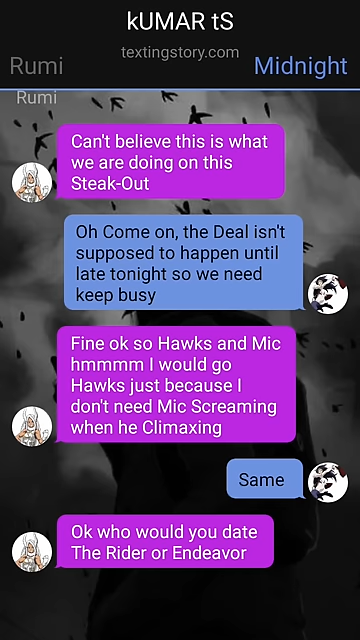 kUMAR tS
textingstory.com
Rumi
Midnight
Rumi
Can't believe this is what
we are doing on this
Steak-Out
Oh Come on, the Deal isn't
supposed to happen until
late tonight so we need
keep busy
Fine ok so Hawks and Mic
hmmmm I would go
Hawks just because I
don't need Mic Screaming
when he Climaxing
Same
Ok who would you date
The Rider or Endeavor